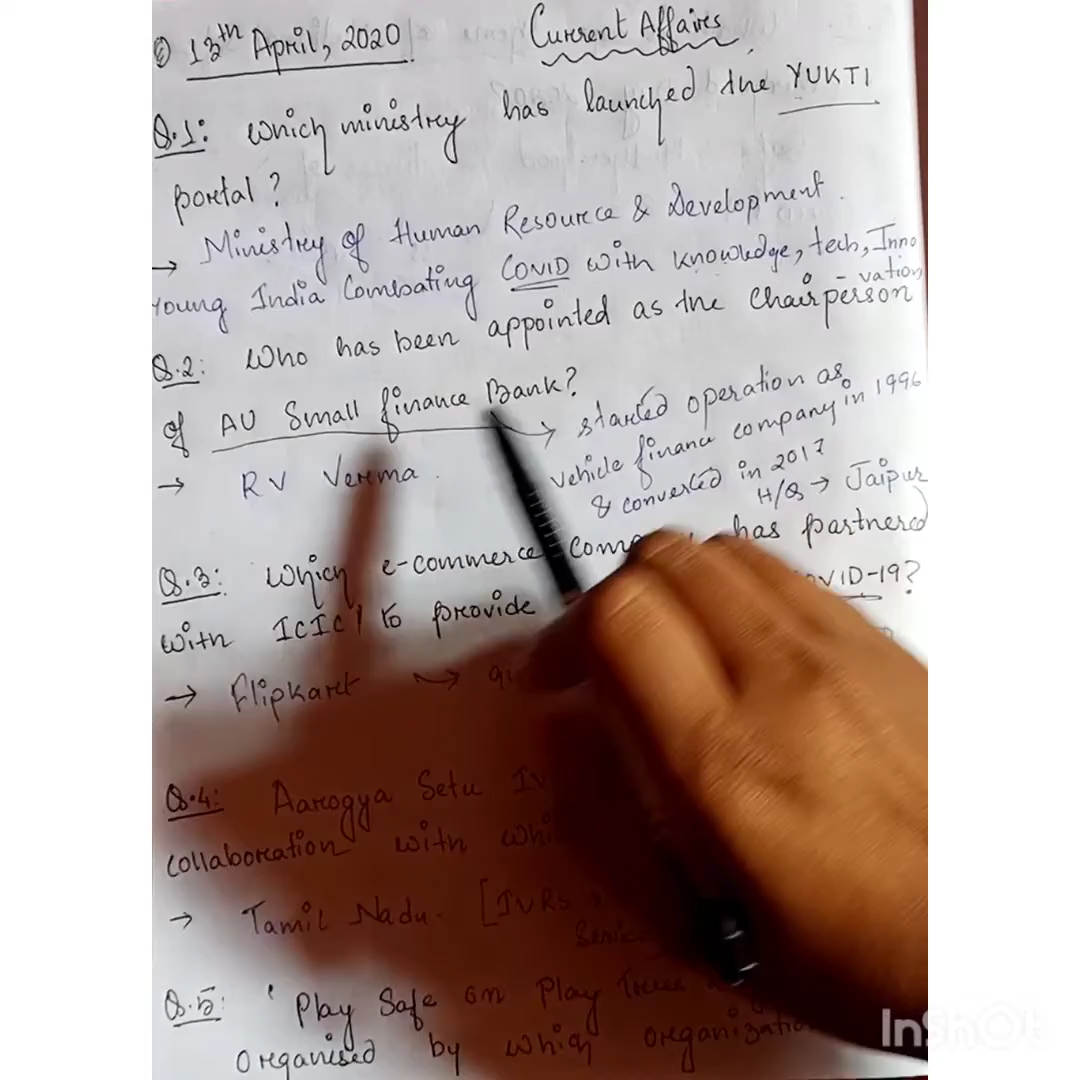 13th April, 2020 Current Affairs
Q.1: Which ministry has launched the YUKTI
portal?
→ Ministry of Human Resource & Development.
Young India Combating COVID with knowledge, tech, Inno
-vation
Q.2: Who has been appointed as the Chairperson
of AU Small finance Bank?
→ RV Verma.
→ started operation as
vehicle finance company in 1996
& converted in 2017
H/Q → Jaipur
Q.3: Which e-commerce has partnered
with ICICI to provide COVID-19?
→ Flipkart
Q.4: Aarogya Setu
collaboration with
→ Tamil Nadu. [IVRS
Q.5: ' Play Safe on Play
Organised by which
InShOt